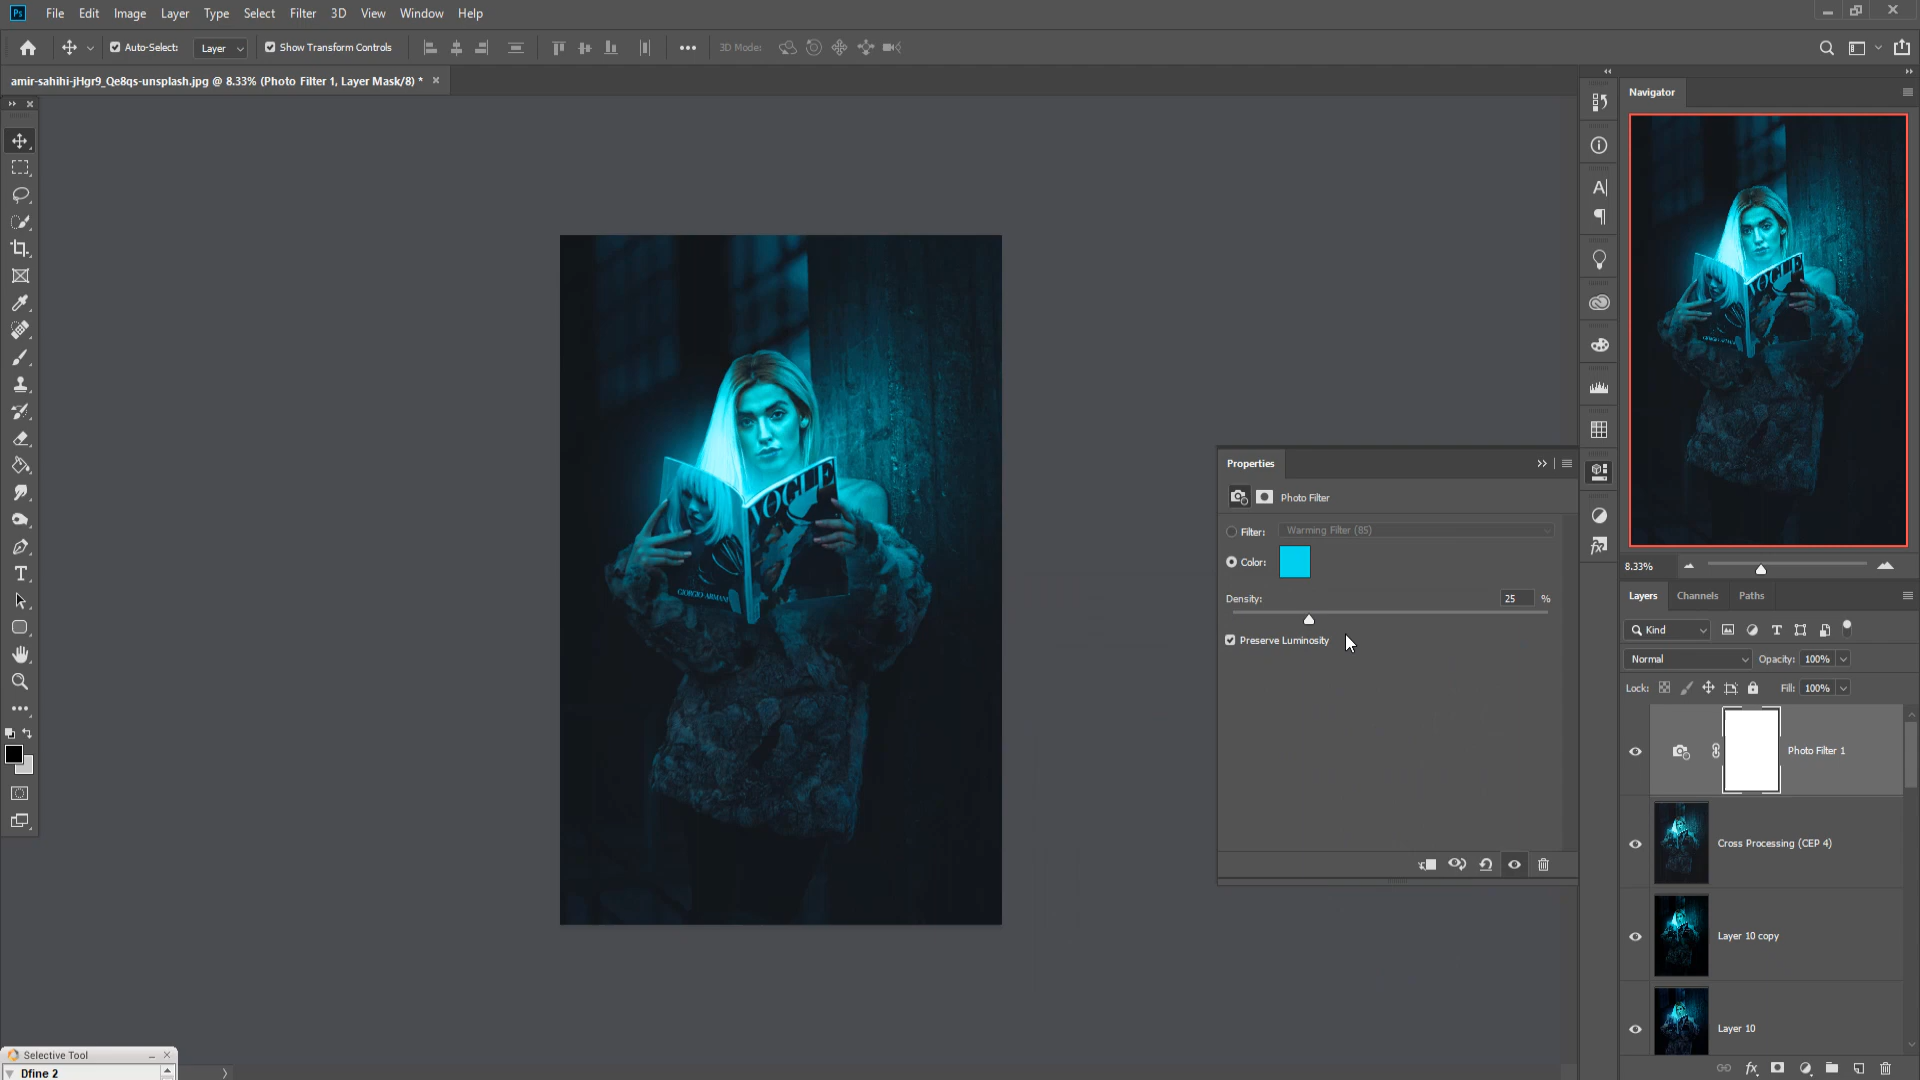 Ps File Edit Image Layer Type Select Filter 3D View Window Help
Auto-Select: Layer Show Transform Controls 3D Mode:
amir-sahihi-jHgr9_Qe8qs-unsplash.jpg @ 8.33% (Photo Filter 1, Layer Mask/8) *
Navigator
VOGUE
GIORGIO ARMANI
Properties
Photo Filter
Filter: Warming Filter (85)
Color:
Density: 25 %
Preserve Luminosity
8.33%
Layers Channels Paths
Kind
Normal Opacity: 100%
Lock: Fill: 100%
Photo Filter 1
Cross Processing (CEP 4)
Layer 10 copy
Layer 10
Selective Tool
Dfine 2